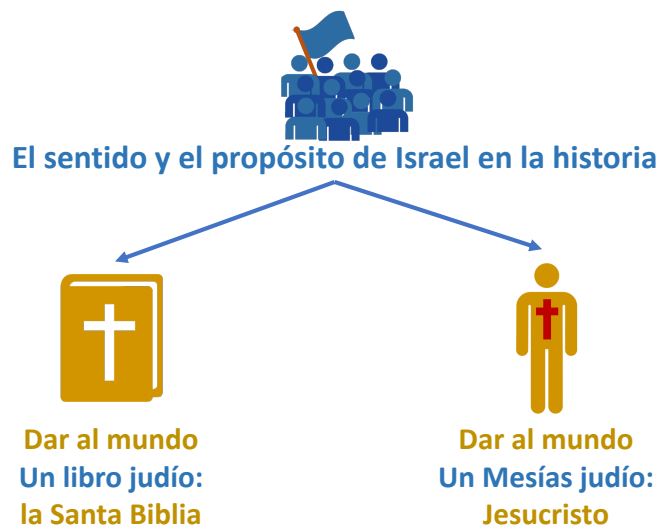 El sentido y el propósito de Israel en la historia
Dar al mundo
Un libro judío:
la Santa Biblia
Dar al mundo
Un Mesías judío:
Jesucristo